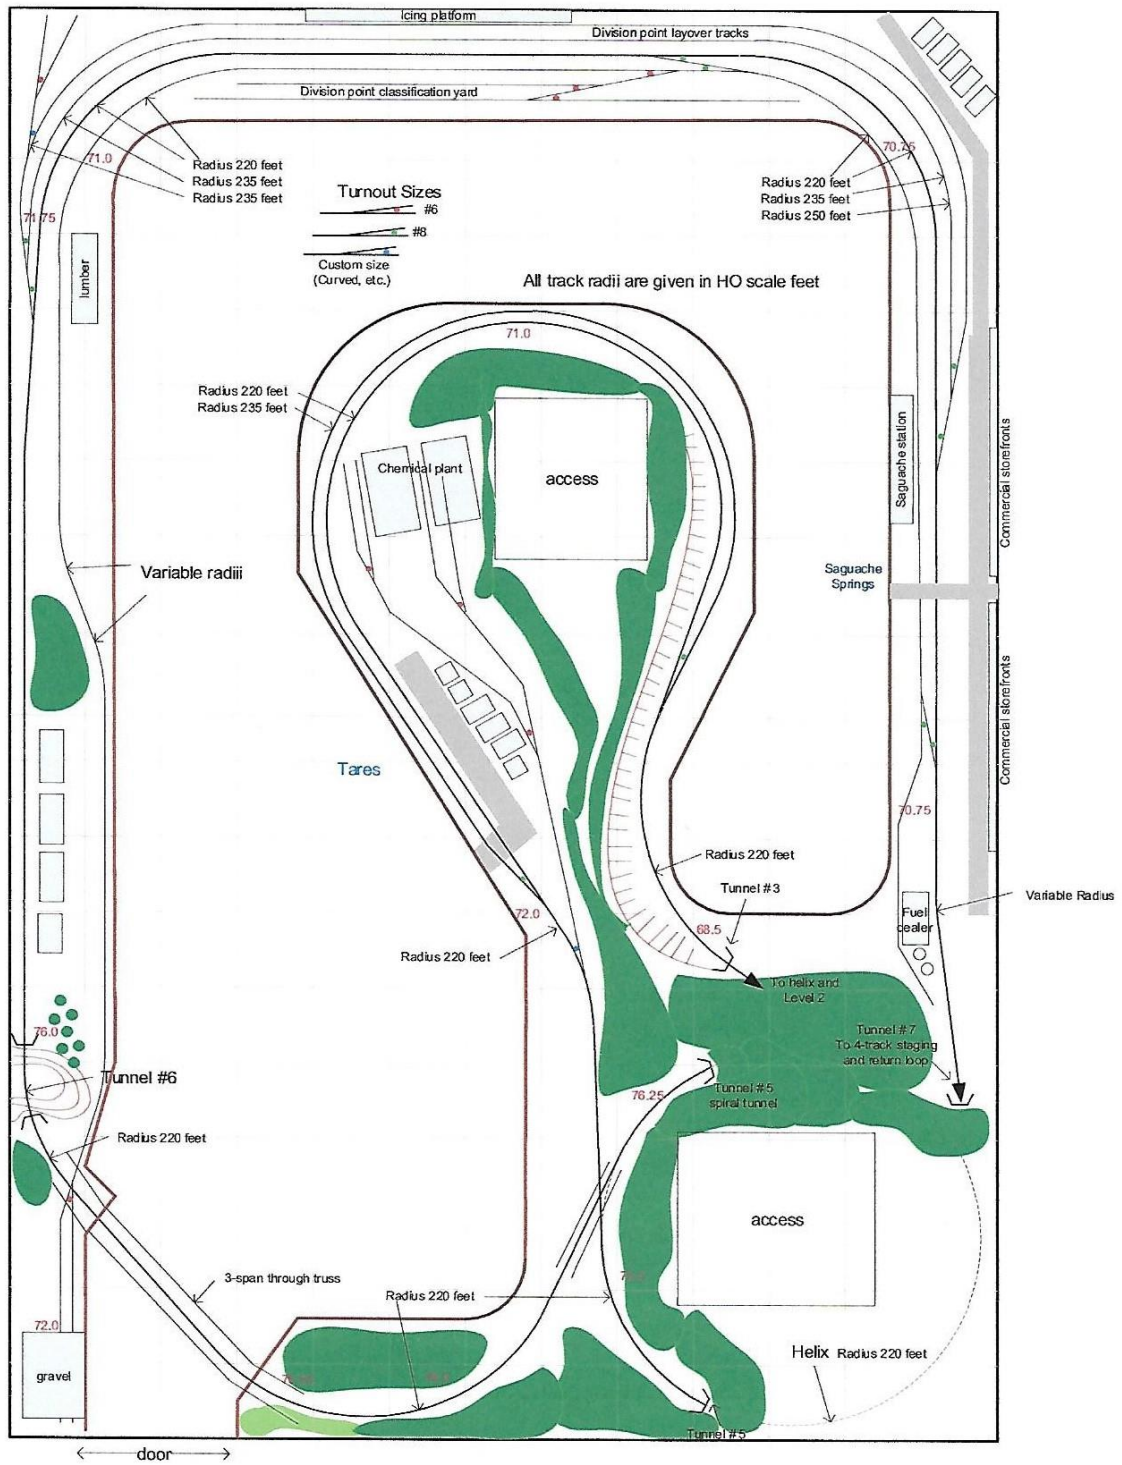 Icing platform
Division point layover tracks
Division point classification yard
71.0
Radius 220 feet
Radius 235 feet
Radius 235 feet
70.75
Radius 220 feet
Radius 235 feet
Radius 250 feet
Turnout Sizes
#6
#8
Custom size
(Curved, etc.)
71.75
lumber
All track radii are given in HO scale feet
71.0
Radius 220 feet
Radius 235 feet
Chemical plant
access
Saguache station
Commercial storefronts
Saguache
Springs
Variable radiii
Commercial storefronts
Tares
70.75
Radius 220 feet
Tunnel #3
Variable Radius
Fuel
dealer
72.0
68.5
Radius 220 feet
To helix and
Level 2
76.0
Tunnel #7
To 4-track staging
and return loop
Tunnel #6
76.25
Tunnel #5
spiral tunnel
Radius 220 feet
access
3-span through truss
Radius 220 feet
72.0
Helix Radius 220 feet
gravel
Tunnel #5
door